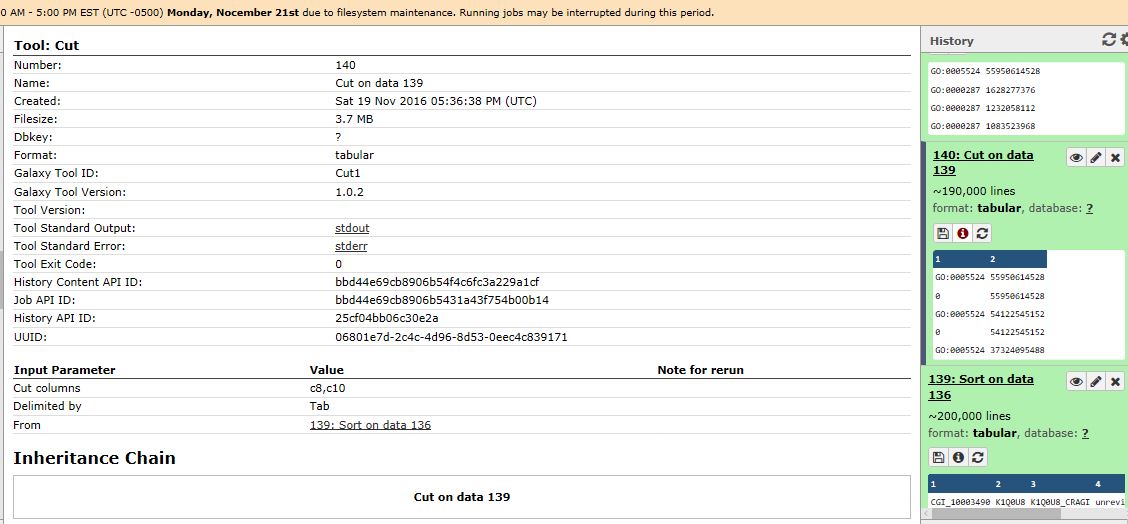 0 AM - 5:00 PM EST (UTC -0500) Monday, Nocember 21st due to filesystem maintenance. Running jobs may be interrupted during this period.
Tool: Cut
Number: 140
Name: Cut on data 139
Created: Sat 19 Nov 2016 05:36:38 PM (UTC)
Filesize: 3.7 MB
Dbkey: ?
Format: tabular
Galaxy Tool ID: Cut1
Galaxy Tool Version: 1.0.2
Tool Version:
Tool Standard Output: stdout
Tool Standard Error: stderr
Tool Exit Code: 0
History Content API ID: bbd44e69cb8906b54f4c6fc3a229a1cf
Job API ID: bbd44e69cb8906b5431a43f754b00b14
History API ID: 25cf04bb06c30e2a
UUID: 06801e7d-2c4c-4d96-8d53-0eec4c839171
Input Parameter Value Note for rerun
Cut columns c8,c10
Delimited by Tab
From 139: Sort on data 136
Inheritance Chain
Cut on data 139
History
GO:0005524 55950614528
GO:0000287 1628277376
GO:0000287 1232058112
GO:0000287 1083523968
140: Cut on data
139
~190,000 lines
format: tabular, database: ?
1 2
GO:0005524 55950614528
0 55950614528
GO:0005524 54122545152
0 54122545152
GO:0005524 37324095488
139: Sort on data
136
~200,000 lines
format: tabular, database: ?
1 2 3 4
CGI_10003490 K1Q0U8 K1Q0U8_CRAGI unrevi